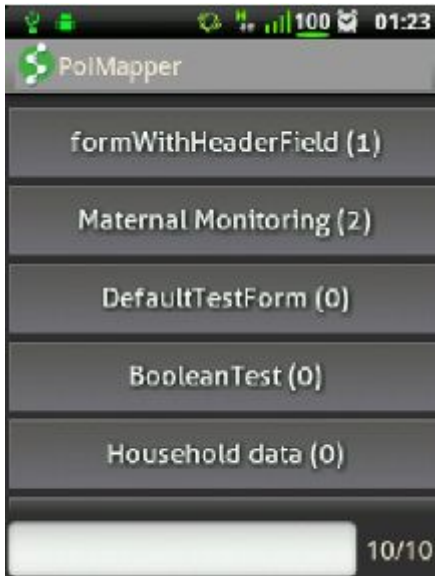 100 01:23
PoiMapper
formWithHeaderField (1)
Maternal Monitoring (2)
DefaultTestForm (0)
BooleanTest (0)
Household data (0)
10/10